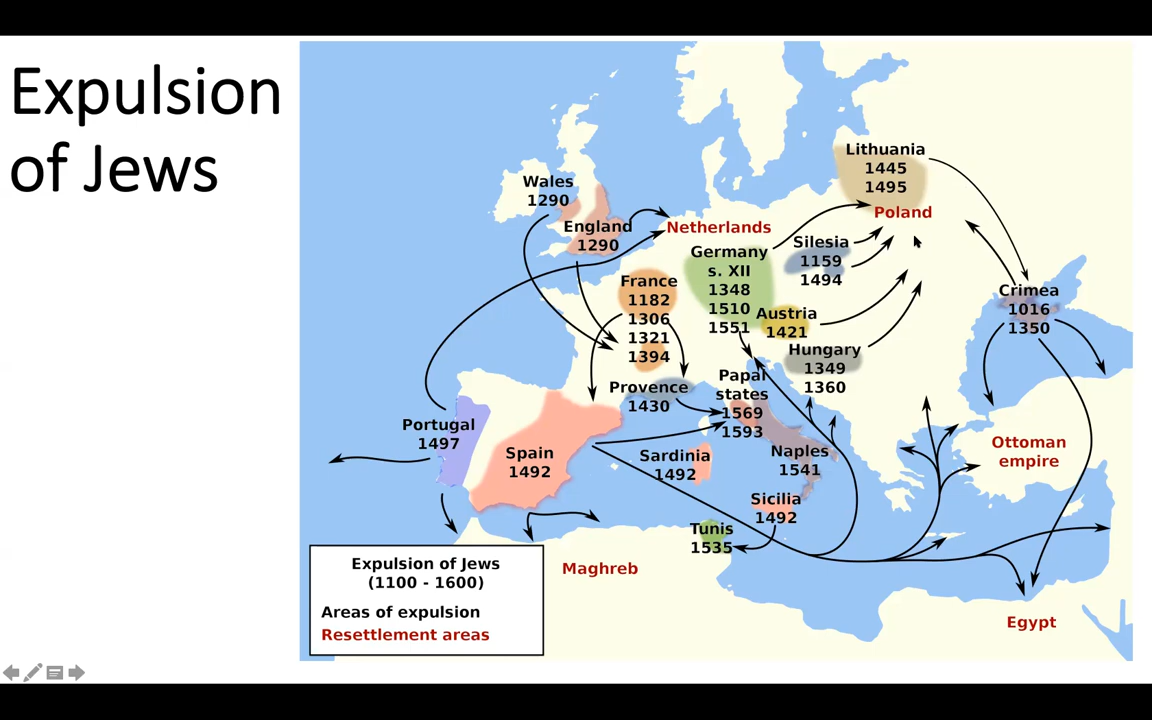 Expulsion
of Jews
Lithuania
1445
1495
Wales
1290
Poland
England
1290
Netherlands
Silesia
1159
1494
Germany
s. XII
1348
1510
1551
France
1182
1306
1321
1394
Crimea
1016
1350
Austria
1421
Hungary
1349
1360
Provence
1430
Papal
states
1569
1593
Portugal
1497
Spain
1492
Sardinia
1492
Naples
1541
Ottoman
empire
Sicilia
1492
Tunis
1535
Maghreb
Egypt
Expulsion of Jews
(1100 - 1600)
Areas of expulsion
Resettlement areas